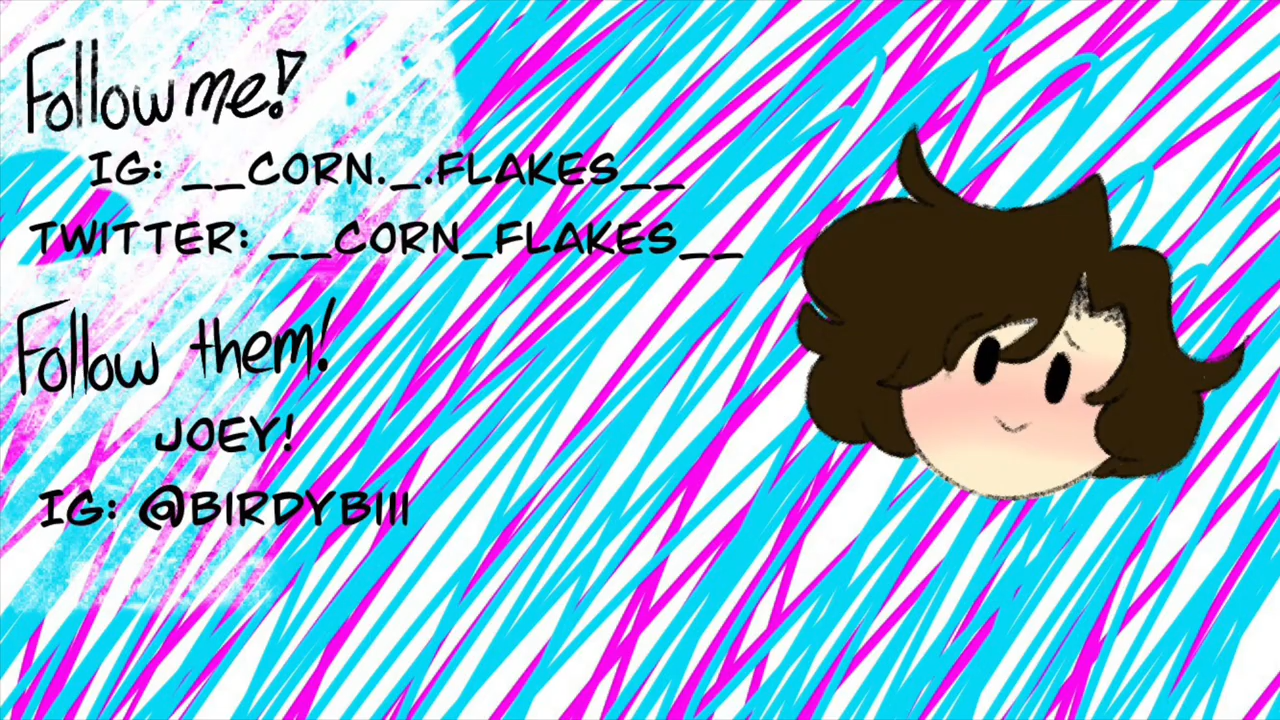 Follow me!
IG: __CORN._.FLAKES__
TWITTER: __CORN_FLAKES__
Follow them!
JOEY!
IG: @BIRDYBIII